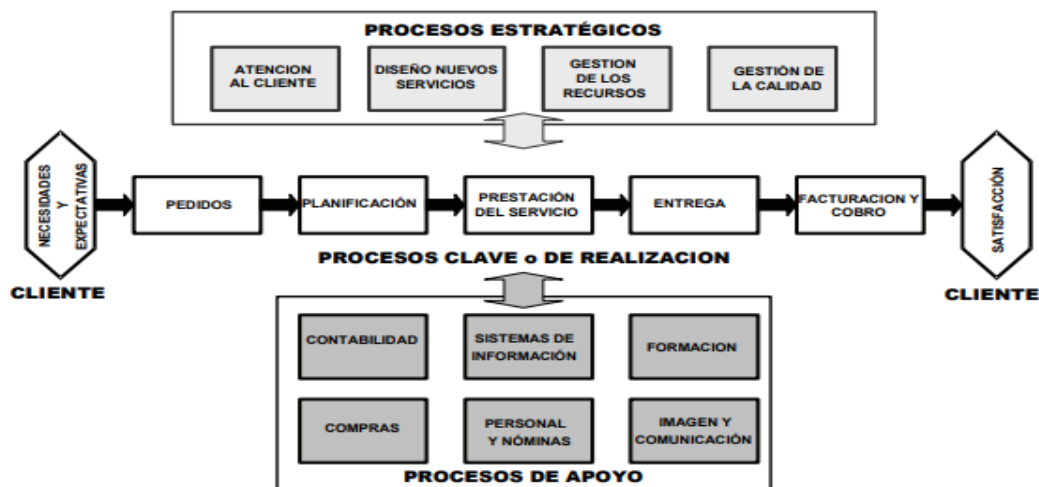 PROCESOS ESTRATÉGICOS
ATENCION
AL CLIENTE
DISEÑO NUEVOS
SERVICIOS
GESTION
DE LOS
RECURSOS
GESTIÓN DE
LA CALIDAD
NECESIDADES
Y
EXPECTATIVAS
CLIENTE
PEDIDOS
PLANIFICACIÓN
PRESTACIÓN
DEL SERVICIO
ENTREGA
FACTURACION Y
COBRO
SATISFACCIÓN
CLIENTE
PROCESOS CLAVE o DE REALIZACION
CONTABILIDAD
SISTEMAS DE
INFORMACIÓN
FORMACION
COMPRAS
PERSONAL
Y NÓMINAS
IMAGEN Y
COMUNICACIÓN
PROCESOS DE APOYO